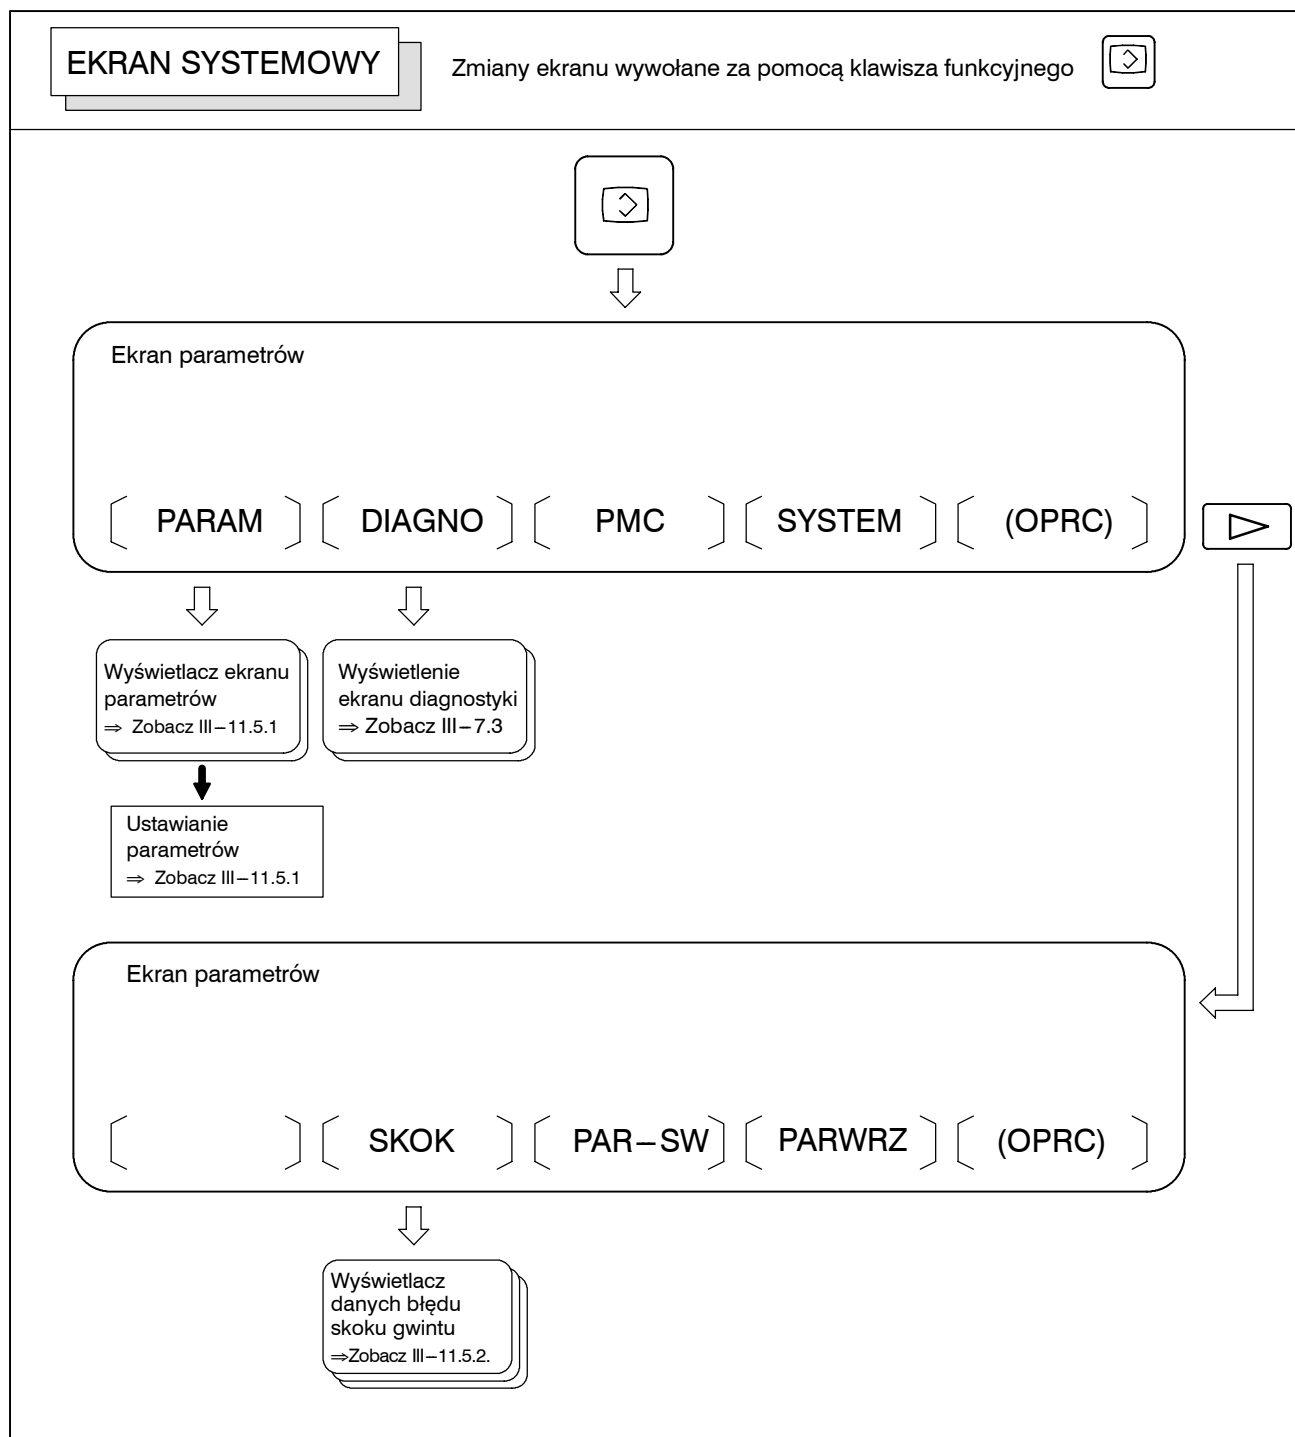 EKRAN SYSTEMOWY
Zmiany ekranu wywołane za pomocą klawisza funkcyjnego
Ekran parametrów
PARAM
DIAGNO
PMC
SYSTEM
(OPRC)
Wyświetlacz ekranu
parametrów
⇒ Zobacz III–11.5.1
Wyświetlenie
ekranu diagnostyki
⇒ Zobacz III–7.3
Ustawianie
parametrów
⇒ Zobacz III–11.5.1
Ekran parametrów
SKOK
PAR–SW
PARWRZ
(OPRC)
Wyświetlacz
danych błędu
skoku gwintu
⇒Zobacz III–11.5.2.